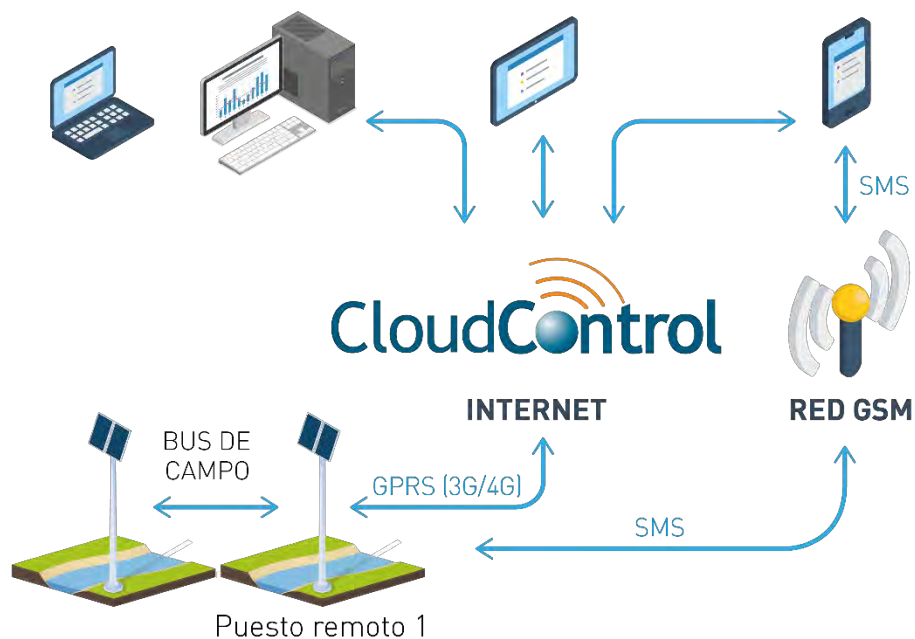 SMS
CloudControl
INTERNET
RED GSM
BUS DE
CAMPO
GPRS (3G/4G)
SMS
Puesto remoto 1